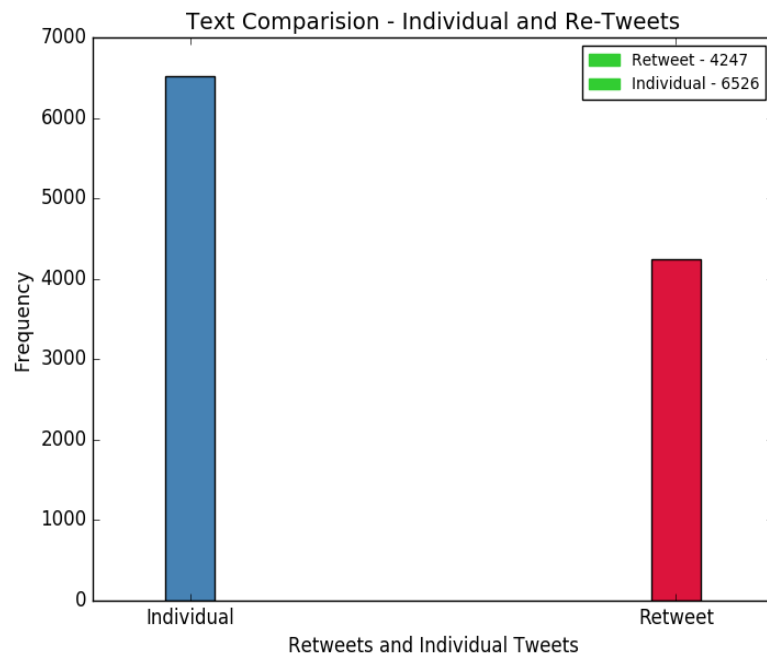 Text Comparision - Individual and Re-Tweets
Retweet - 4247
Individual - 6526
7000
6000
5000
4000
3000
2000
1000
0
Frequency
Individual
Retweet
Retweets and Individual Tweets